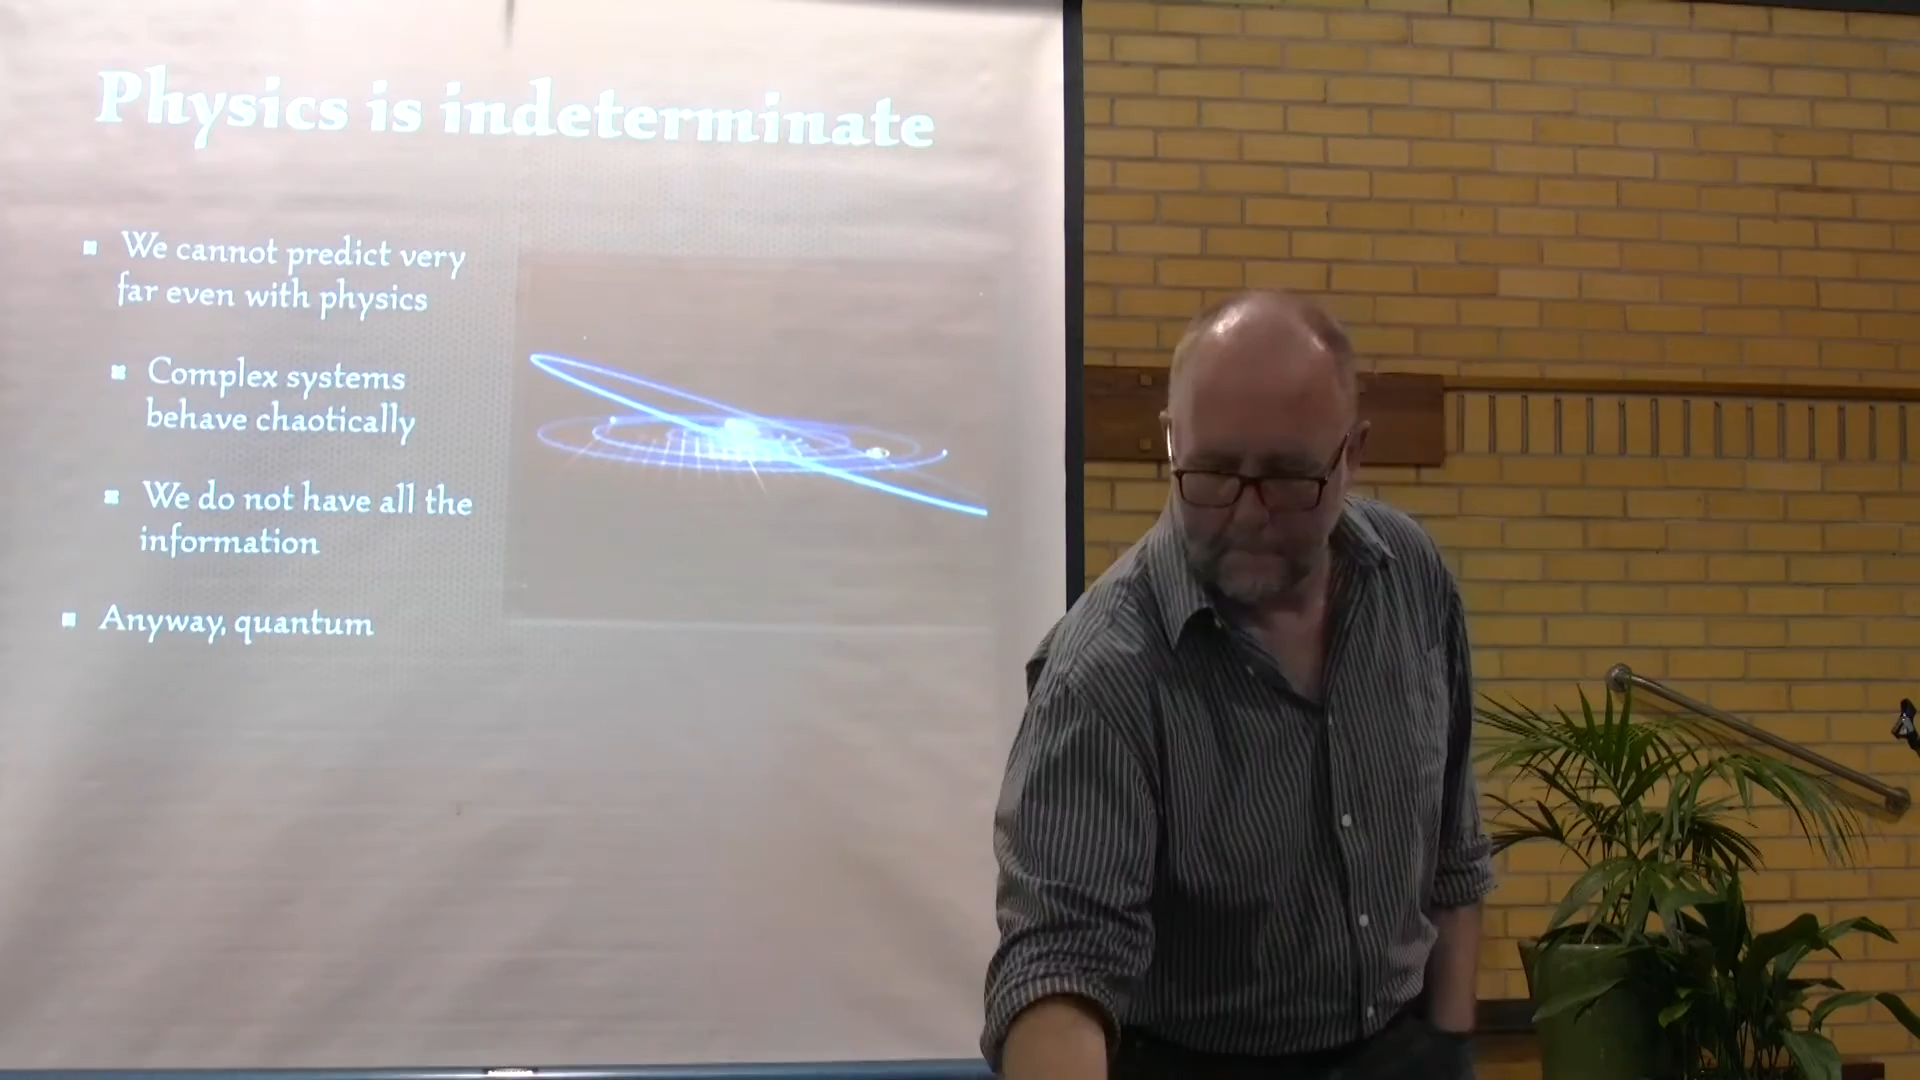 Physics is indeterminate
We cannot predict very
far even with physics
Complex systems
behave chaotically
We do not have all the
information
Anyway, quantum